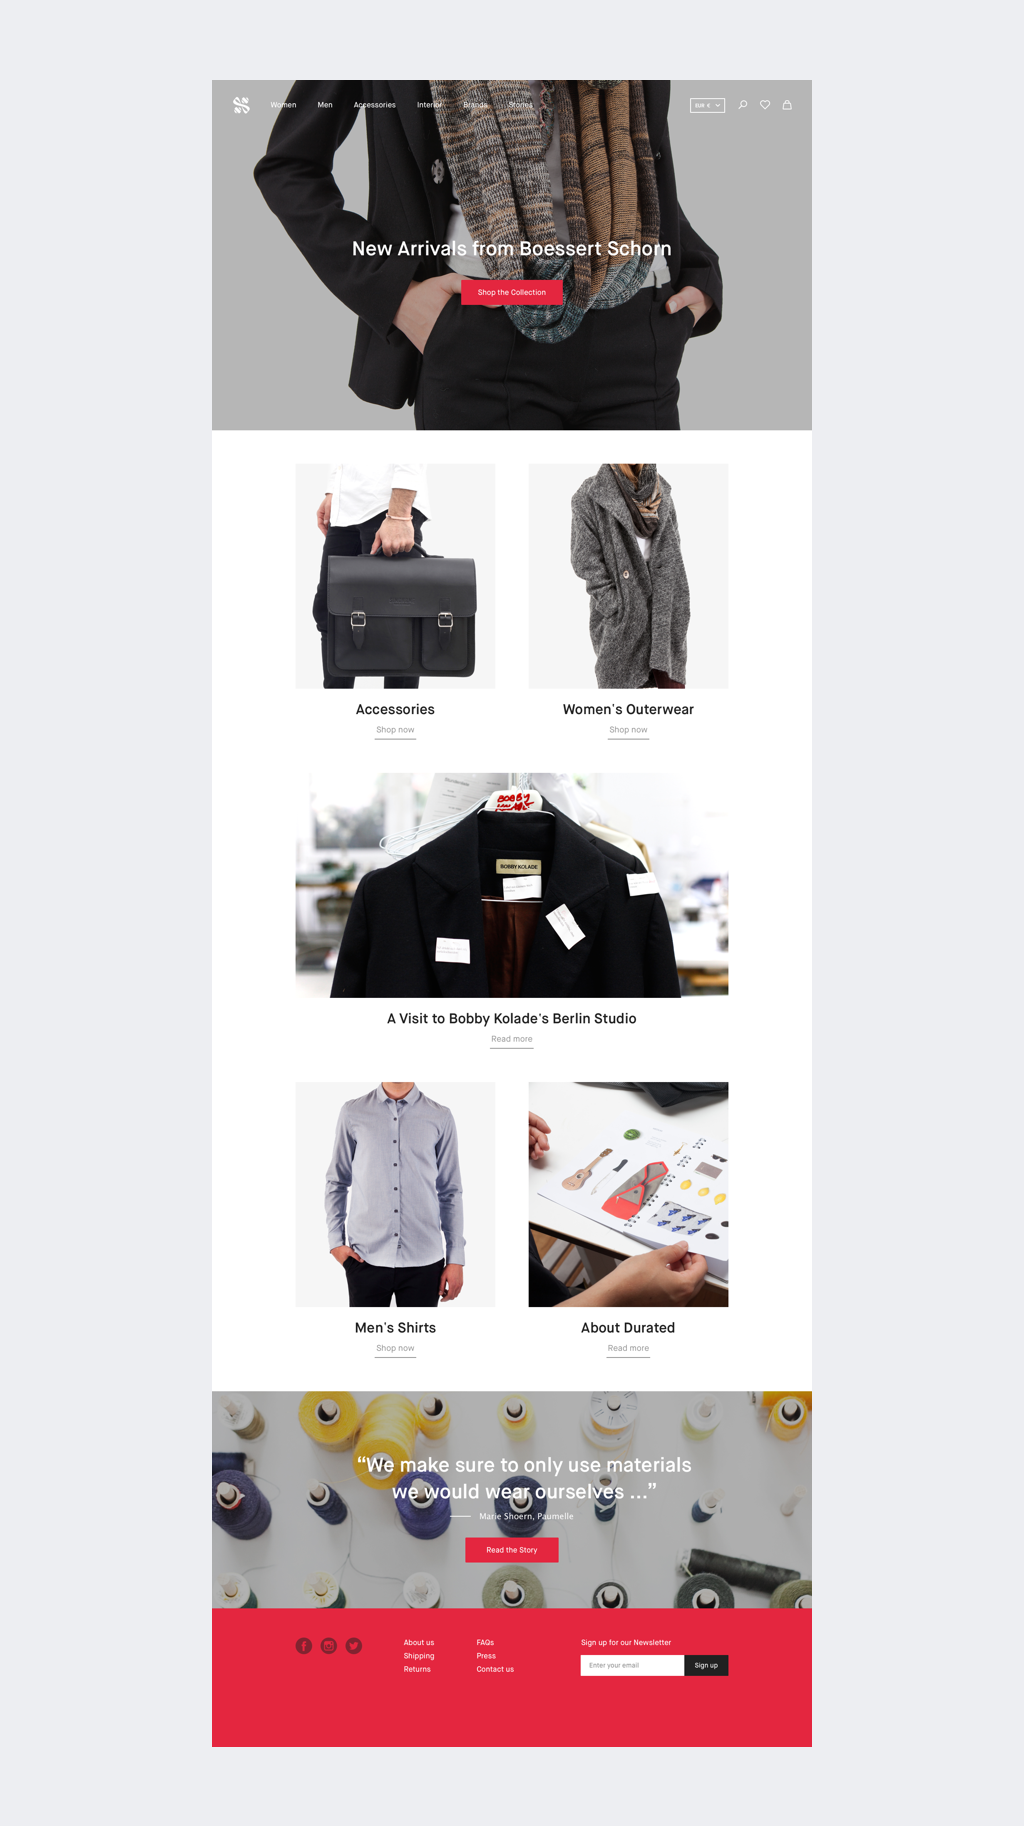 Women Men Accessories Interior Brands Stories
EUR €
New Arrivals from Boessert Schorn
Shop the Collection
Accessories
Shop now
Women's Outerwear
Shop now
BOBBY
BOBBY KOLADE
A Visit to Bobby Kolade's Berlin Studio
Read more
Men's Shirts
Shop now
About Durated
Read more
“We make sure to only use materials
we would wear ourselves ...”
Marie Shoern, Paumelle
Read the Story
About us
Shipping
Returns
FAQs
Press
Contact us
Sign up for our Newsletter
Enter your email
Sign up